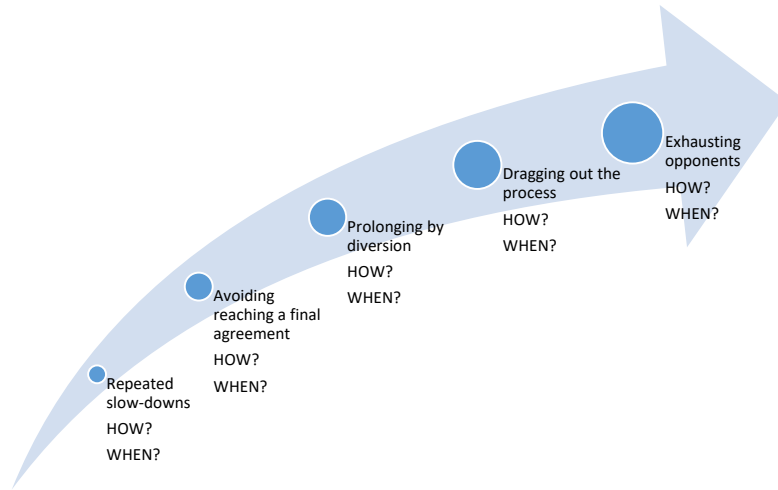 Repeated
slow-downs
HOW?
WHEN?
Avoiding
reaching a final
agreement
HOW?
WHEN?
Prolonging by
diversion
HOW?
WHEN?
Dragging out the
process
HOW?
WHEN?
Exhausting
opponents
HOW?
WHEN?